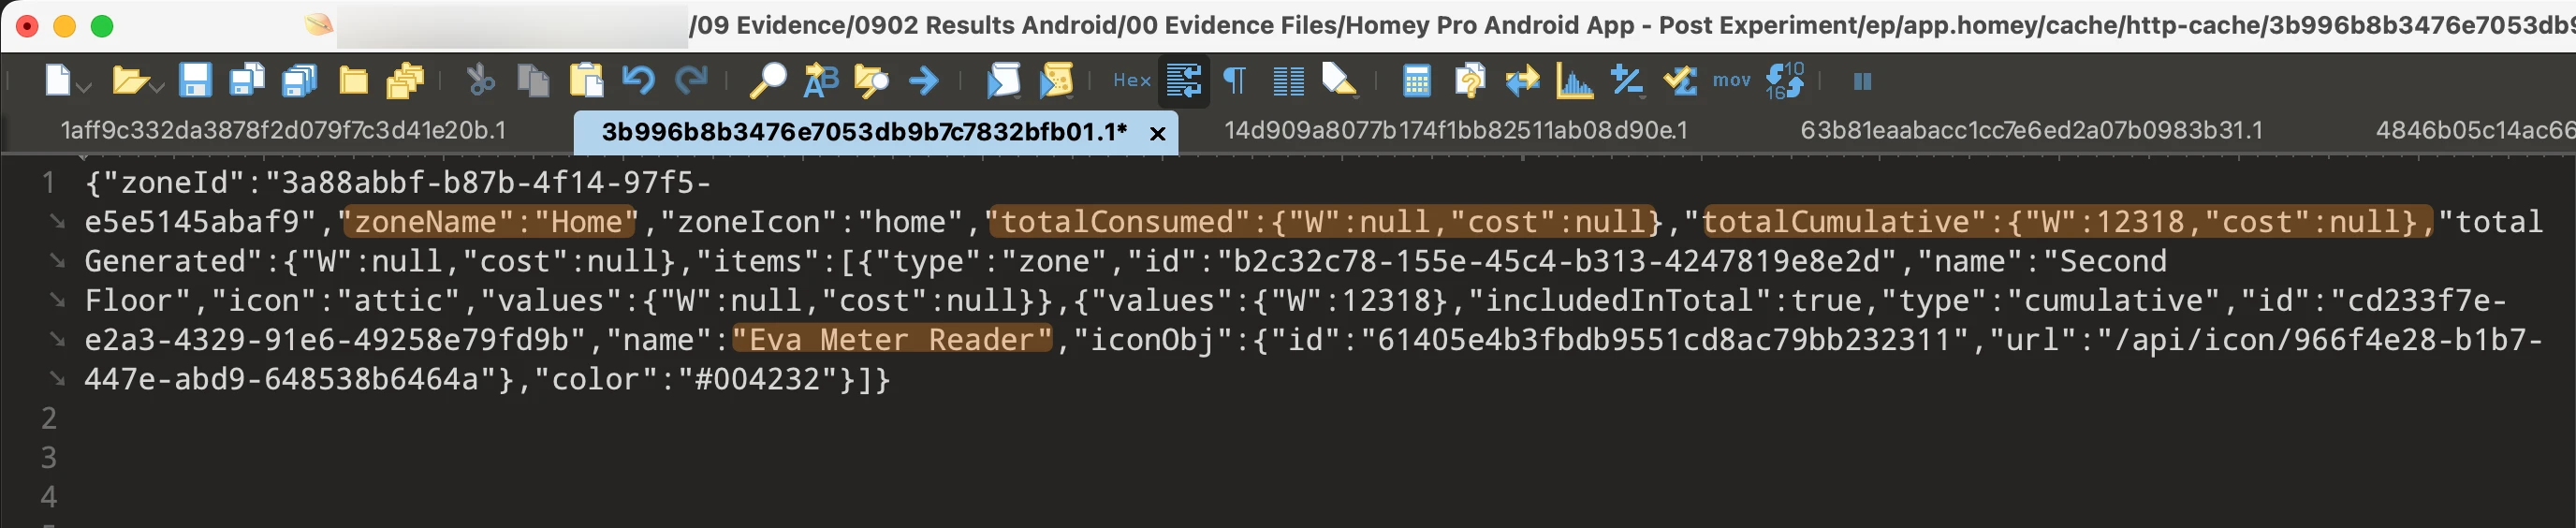 /09 Evidence/0902 Results Android/00 Evidence Files/Homey Pro Android App - Post Experiment/ep/app.homey/cache/http-cache/3b996b8b3476e7053db9
Hex
mov
10
16
1aff9c332da3878f2d079f7c3d41e20b.1
3b996b8b3476e7053db9b7c7832bfb01.1*
14d909a8077b174f1bb82511ab08d90e.1
63b81eaabacc1cc7e6ed2a07b0983b31.1
4846b05c14ac66
1 {"zoneId":"3a88abbf-b87b-4f14-97f5-
e5e5145abaf9","zoneName":"Home","zoneIcon":"home","totalConsumed":{"W":null,"cost":null},"totalCumulative":{"W":12318,"cost":null},"total
Generated":{"W":null,"cost":null},"items":[{"type":"zone","id":"b2c32c78-155e-45c4-b313-4247819e8e2d","name":"Second
Floor","icon":"attic","values":{"W":null,"cost":null}},{"values":{"W":12318},"includedInTotal":true,"type":"cumulative","id":"cd233f7e-
e2a3-4329-91e6-49258e79fd9b","name":"Eva Meter Reader","iconObj":{"id":"61405e4b3fbdb9551cd8ac79bb232311","url":"/api/icon/966f4e28-b1b7-
447e-abd9-648538b6464a"},"color":"#004232"}]}
2
3
4